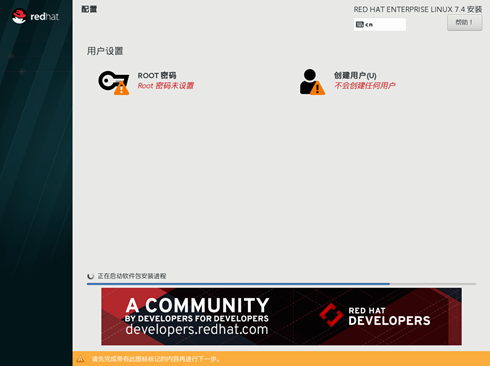 redhat
配置
RED HAT ENTERPRISE LINUX 7.4 安装
cn
帮助！
用户设置
ROOT 密码
Root 密码未设置
创建用户(U)
不会创建任何用户
正在启动软件包安装进程
A COMMUNITY
BY DEVELOPERS FOR DEVELOPERS
developers.redhat.com
RED HAT
DEVELOPERS
请先完成带有此图标标记的内容再进行下一步。